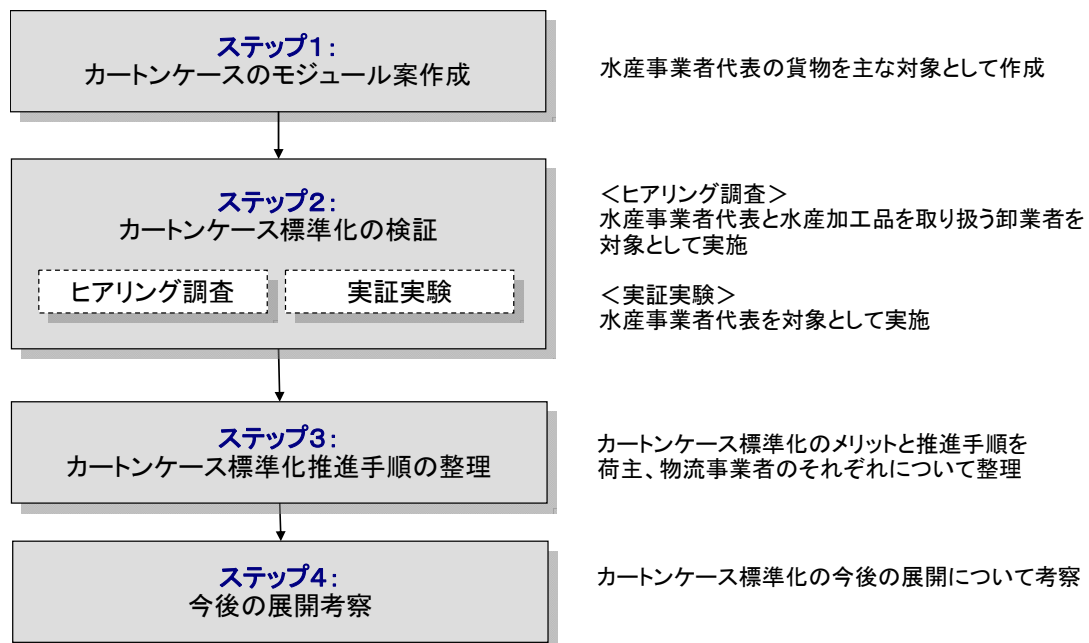 ステップ1:
カートンケースのモジュール案作成
水産事業者代表の貨物を主な対象として作成
ステップ2:
カートンケース標準化の検証
ヒアリング調査
実証実験
＜ヒアリング調査＞
水産事業者代表と水産加工品を取り扱う卸業者を
対象として実施
＜実証実験＞
水産事業者代表を対象として実施
ステップ3:
カートンケース標準化推進手順の整理
カートンケース標準化のメリットと推進手順を
荷主、物流事業者のそれぞれについて整理
ステップ4:
今後の展開考察
カートンケース標準化の今後の展開について考察